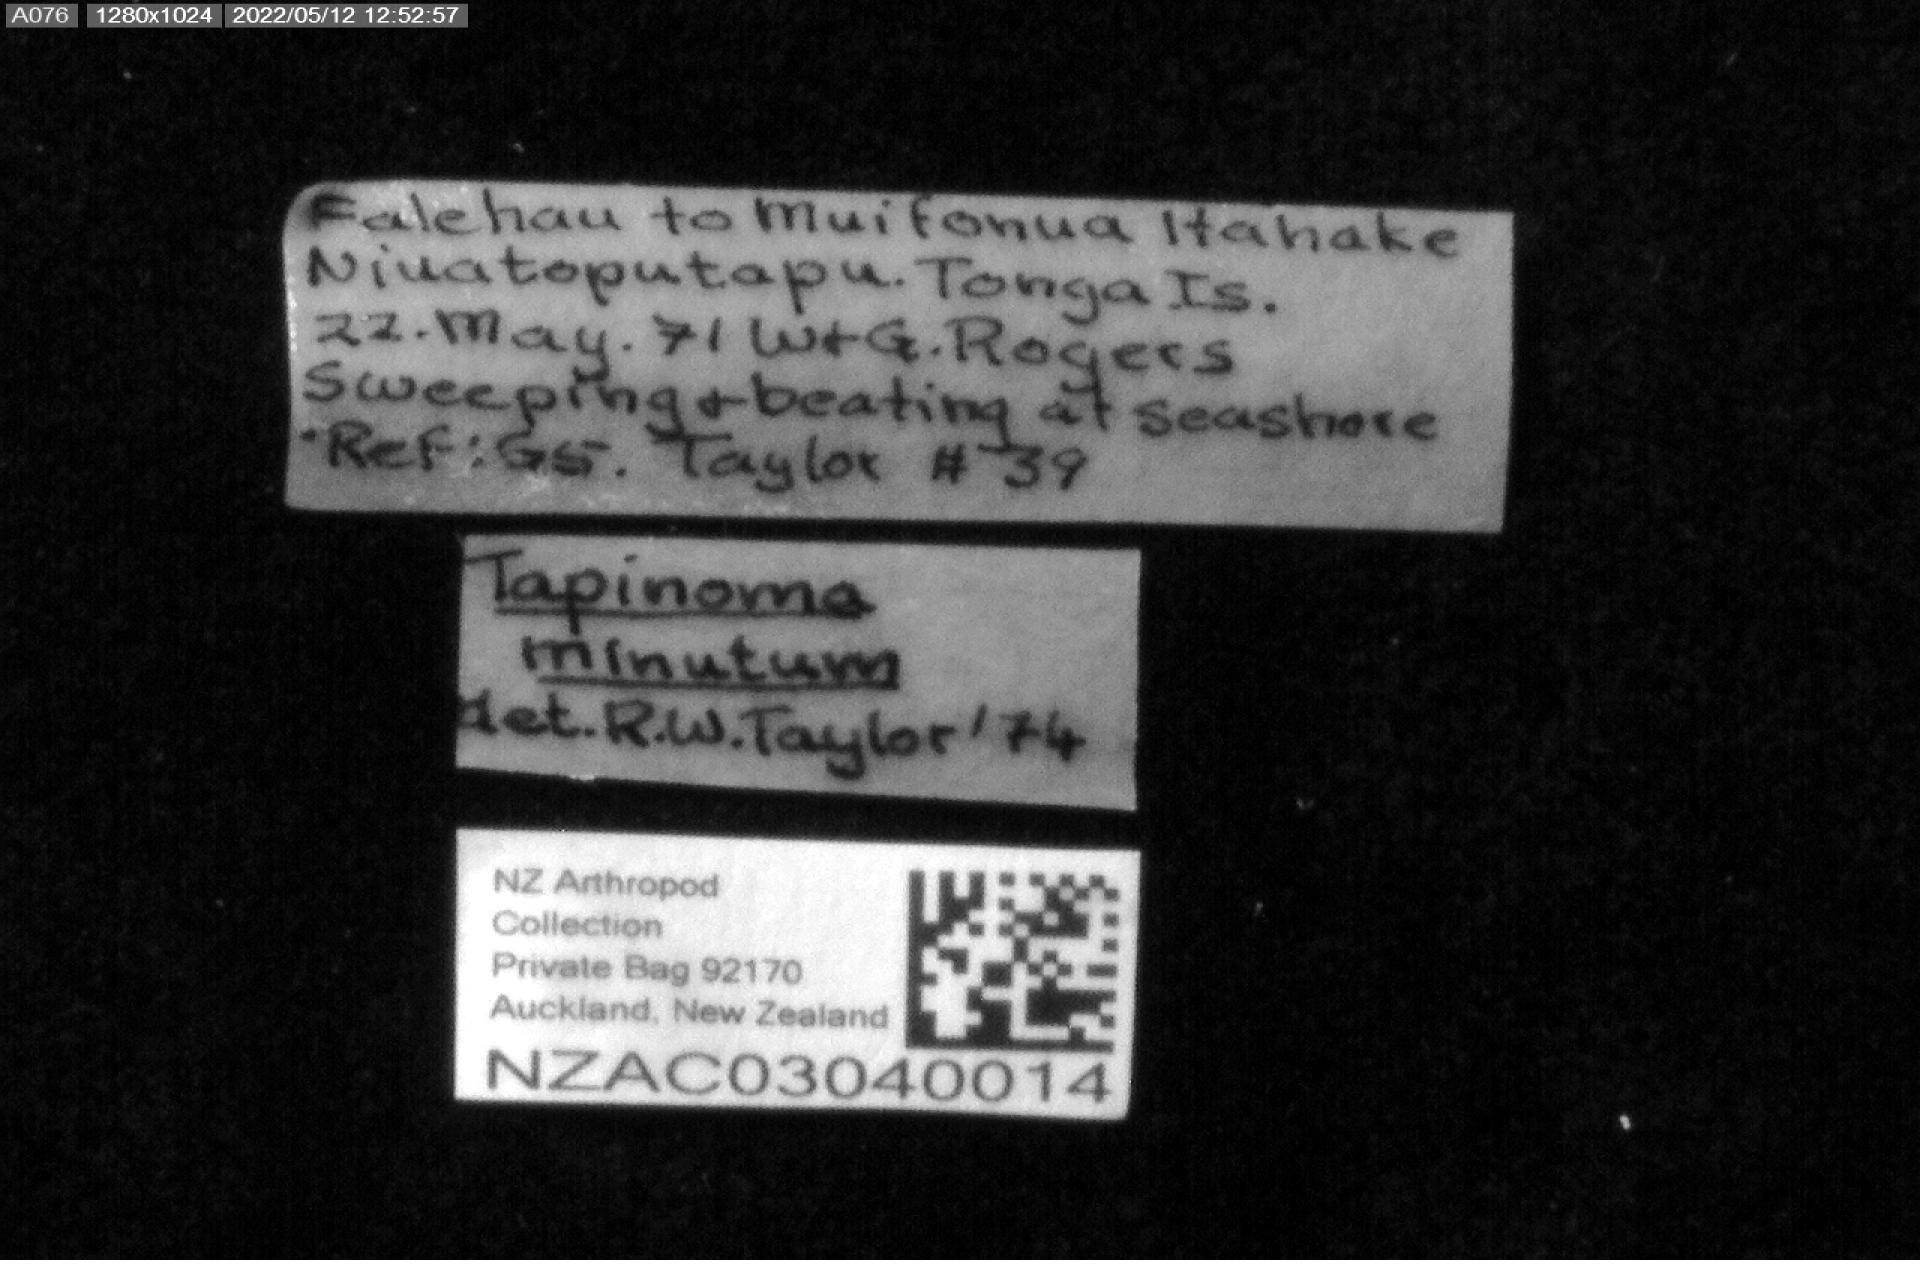 A076 1280x1024 2022/05/12 12:52:57
Falehau to Muifonua Itahake
Niuatoputapu. Tonga Is.
22. May. 71 W+G. Rogers
Sweeping + beating at seashore
Ref: G5. Taylor # 39
Tapinoma
minutum
det. R.W. Taylor '74
NZ Arthropod
Collection
Private Bag 92170
Auckland, New Zealand
NZAC03040014